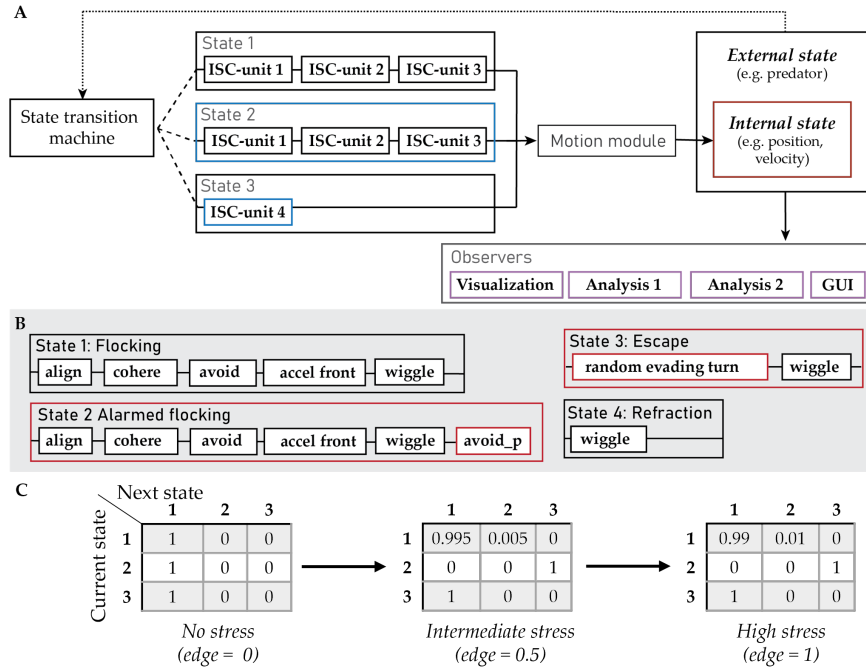 A
State transition
machine
State 1
ISC-unit 1 ISC-unit 2 ISC-unit 3
State 2
ISC-unit 1 ISC-unit 2 ISC-unit 3
State 3
ISC-unit 4
Motion module
External state
(e.g. predator)
Internal state
(e.g. position,
velocity)
Observers
Visualization Analysis 1 Analysis 2 GUI
B
State 1: Flocking
align cohere avoid accel front wiggle
State 2 Alarmed flocking
align cohere avoid accel front wiggle avoid_p
State 3: Escape
random evading turn wiggle
State 4: Refraction
wiggle
C
Next state
Current state
1 2 3
1 1 0 0
2 1 0 0
3 1 0 0
No stress
(edge = 0)
1 2 3
1 0.995 0.005 0
2 0 0 1
3 1 0 0
Intermediate stress
(edge = 0.5)
1 2 3
1 0.99 0.01 0
2 0 0 1
3 1 0 0
High stress
(edge = 1)